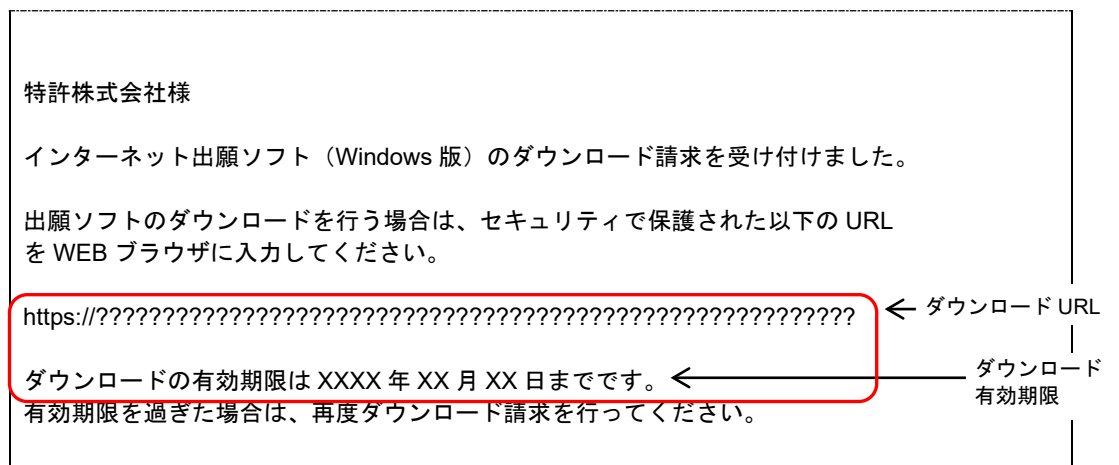 特許株式会社様
インターネット出願ソフト（Windows 版）のダウンロード請求を受け付けました。
出願ソフトのダウンロードを行う場合は、セキュリティで保護された以下の URL
を WEB ブラウザに入力してください。
https://?????????????????????????????????????????????????????????
ダウンロード URL
ダウンロードの有効期限は XXXX 年 XX 月 XX 日までです。
ダウンロード
有効期限
有効期限を過ぎた場合は、再度ダウンロード請求を行ってください。